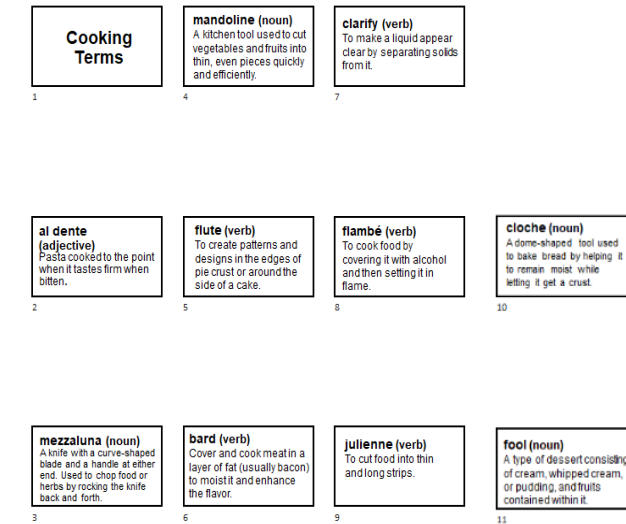 Cooking
Terms
1
mandoline (noun)
A kitchen tool used to cut
vegetables and fruits into
thin, even pieces quickly
and efficiently.
4
clarify (verb)
To make a liquid appear
clear by separating solids
from it.
7
al dente
(adjective)
Pasta cooked to the point
when it tastes firm when
bitten.
2
flute (verb)
To create patterns and
designs in the edges of
pie crust or around the
side of a cake.
5
flambé (verb)
To cook food by
covering it with alcohol
and then setting it in
flame.
8
cloche (noun)
A dome-shaped tool used
to bake bread by helping it
to remain moist while
letting it get a crust.
10
mezzaluna (noun)
A knife with a curve-shaped
blade and a handle at either
end. Used to chop food or
herbs by rocking the knife
back and forth.
3
bard (verb)
Cover and cook meat in a
layer of fat (usually bacon)
to moist it and enhance
the flavor.
6
julienne (verb)
To cut food into thin
and long strips.
9
fool (noun)
A type of dessert consisting
of cream, whipped cream,
or pudding, and fruits
contained within it.
11